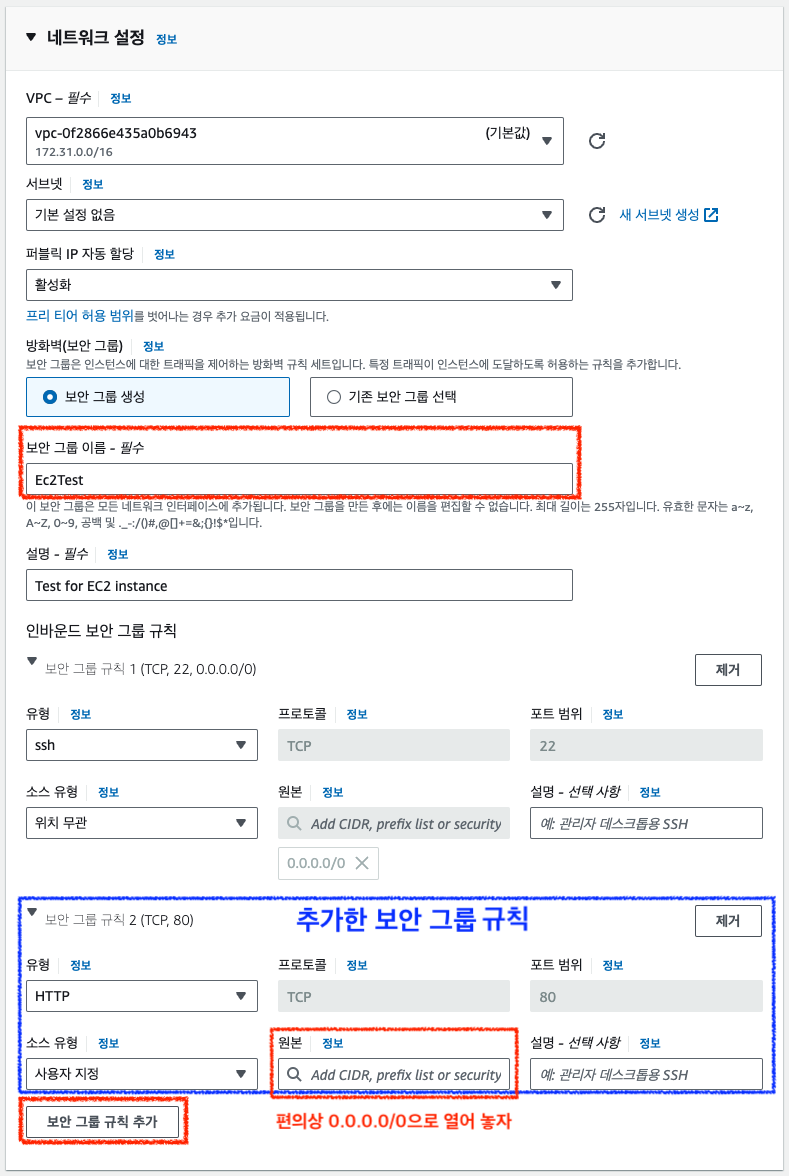 네트워크 설정 정보
VPC – 필수 정보
vpc-0f2866e435a0b6943 (기본값)
172.31.0.0/16
서브넷 정보
기본 설정 없음
새 서브넷 생성
퍼블릭 IP 자동 할당 정보
활성화
프리 티어 허용 범위를 벗어나는 경우 추가 요금이 적용됩니다.
방화벽(보안 그룹) 정보
보안 그룹은 인스턴스에 대한 트래픽을 제어하는 방화벽 규칙 세트입니다. 특정 트래픽이 인스턴스에 도달하도록 허용하는 규칙을 추가합니다.
보안 그룹 생성
기존 보안 그룹 선택
보안 그룹 이름 - 필수
Ec2Test
이 보안 그룹은 모든 네트워크 인터페이스에 추가됩니다. 보안 그룹을 만든 후에는 이름을 편집할 수 없습니다. 최대 길이는 255자입니다. 유효한 문자는 a~z,
A~Z, 0~9, 공백 및 ._-:/()#,@[]+=&;{}!$*입니다.
설명 - 필수 정보
Test for EC2 instance
인바운드 보안 그룹 규칙
보안 그룹 규칙 1 (TCP, 22, 0.0.0.0/0)
제거
유형 정보
프로토콜 정보
포트 범위 정보
ssh
TCP
22
소스 유형 정보
원본 정보
설명 - 선택 사항 정보
위치 무관
Add CIDR, prefix list or security
예: 관리자 데스크톱용 SSH
0.0.0.0/0
보안 그룹 규칙 2 (TCP, 80)
추가한 보안 그룹 규칙
제거
유형 정보
프로토콜 정보
포트 범위 정보
HTTP
TCP
80
소스 유형 정보
원본 정보
설명 - 선택 사항 정보
사용자 지정
Add CIDR, prefix list or security
예: 관리자 데스크톱용 SSH
보안 그룹 규칙 추가
편의상 0.0.0.0/0으로 열어 놓자